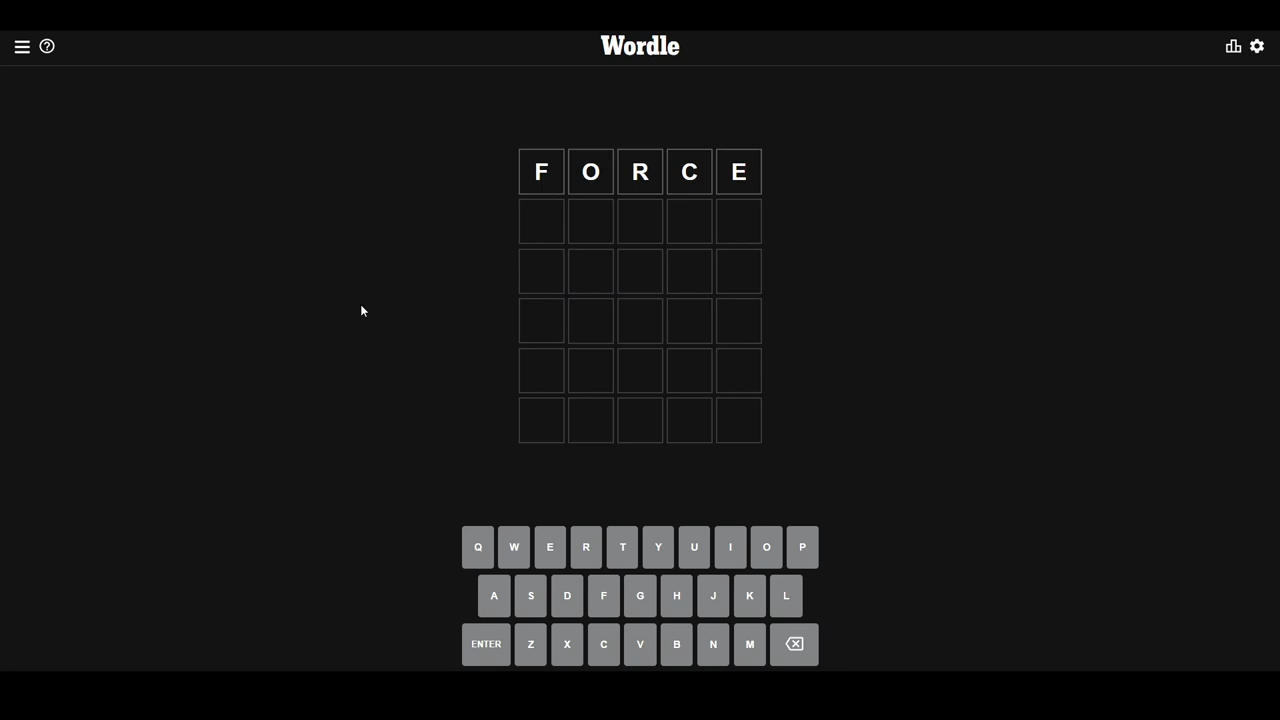 Wordle
F O R C E
Q W E R T Y U I O P
A S D F G H J K L
ENTER Z X C V B N M